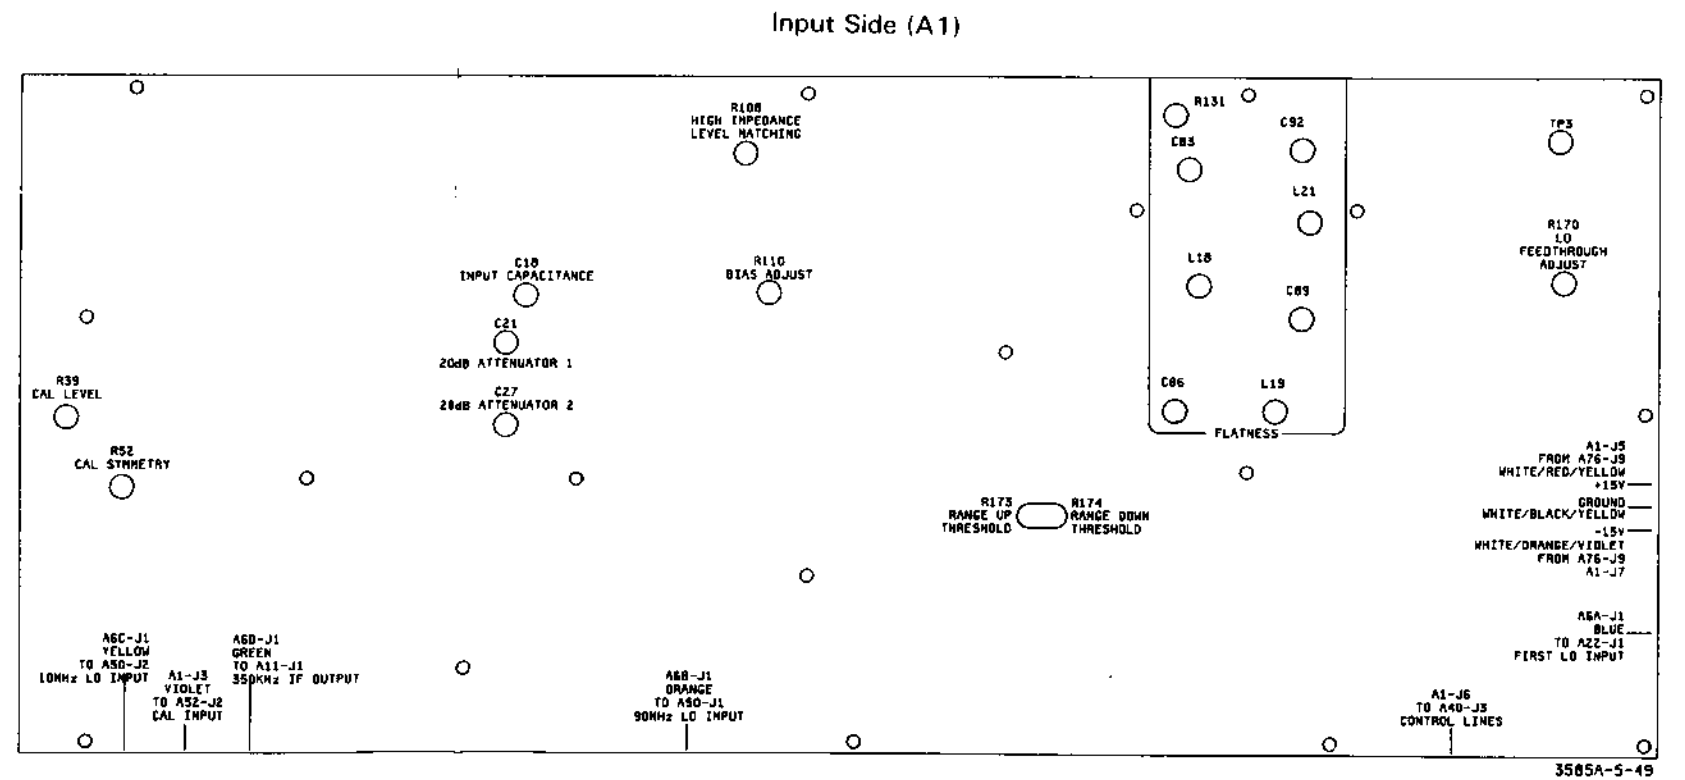 Input Side (A1)
R108
HIGH IMPEDANCE
LEVEL MATCHING
R131
C83
C92
L21
L18
C89
C86
L19
FLATNESS
TP3
R170
LO
FEEDTHROUGH
ADJUST
C18
INPUT CAPACITANCE
R110
BIAS ADJUST
C21
20dB ATTENUATOR 1
C27
20dB ATTENUATOR 2
R39
CAL LEVEL
R52
CAL SYMMETRY
R173
RANGE UP
THRESHOLD
R174
RANGE DOWN
THRESHOLD
A1-J5
FROM A76-J9
WHITE/RED/YELLOW
+15V
GROUND
WHITE/BLACK/YELLOW
-15V
WHITE/ORANGE/VIOLET
FROM A76-J9
A1-J7
A6A-J1
BLUE
TO A22-J1
FIRST LO INPUT
A6C-J1
YELLOW
TO A50-J2
10MHz LO INPUT
A1-J3
VIOLET
TO A52-J2
CAL INPUT
A6D-J1
GREEN
TO A11-J1
350KHz IF OUTPUT
A6B-J1
ORANGE
TO A50-J1
90MHz LO INPUT
A1-J6
TO A40-J3
CONTROL LINES
3585A-5-49